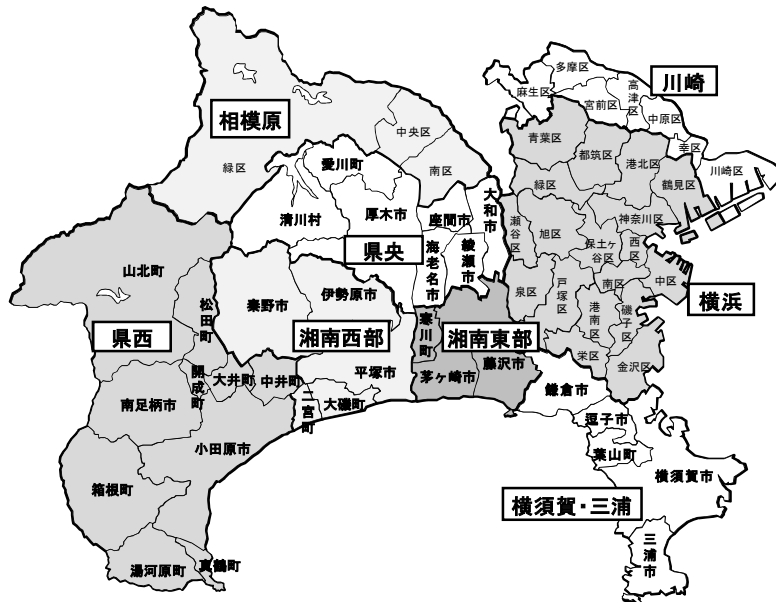 川崎
多摩区
麻生区
高津区
宮前区
中原区
幸区
川崎区
相模原
中央区
緑区
南区
青葉区
都筑区
港北区
鶴見区
緑区
神奈川区
瀬谷区
旭区
保土ヶ谷区
西区
中区
南区
泉区
戸塚区
港南区
磯子区
栄区
金沢区
横浜
愛川町
清川村
厚木市
座間市
大和市
県央
海老名市
綾瀬市
山北町
松田町
県西
開成町
大井町
中井町
南足柄市
小田原市
箱根町
湯河原町
真鶴町
秦野市
伊勢原市
湘南西部
平塚市
二宮町
大磯町
湘南東部
寒川町
茅ヶ崎市
藤沢市
鎌倉市
逗子市
葉山町
横須賀市
横須賀・三浦
三浦市